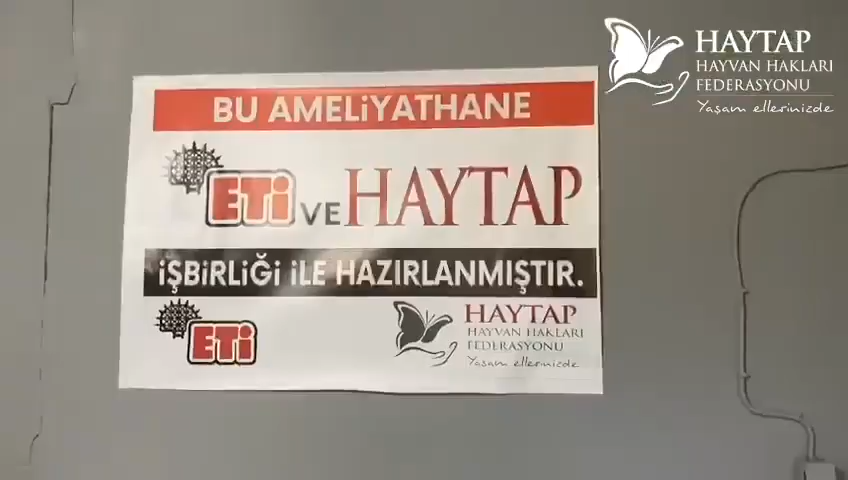 HAYTAP
HAYVAN HAKLARI
FEDERASYONU
Yaşam ellerinizde
BU AMELİYATHANE
ETİ VE HAYTAP
İŞBİRLİĞİ İLE HAZIRLANMIŞTIR.
ETİ
HAYTAP
HAYVAN HAKLARI
FEDERASYONU
Yaşam ellerinizde